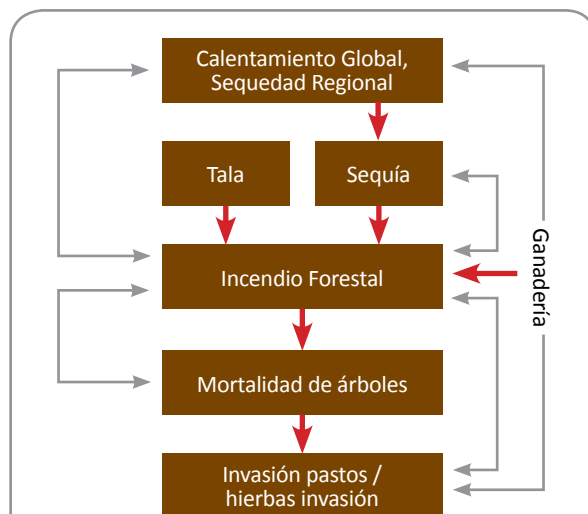 Calentamiento Global,
Sequedad Regional
Tala
Sequía
Incendio Forestal
Ganadería
Mortalidad de árboles
Invasión pastos /
hierbas invasión